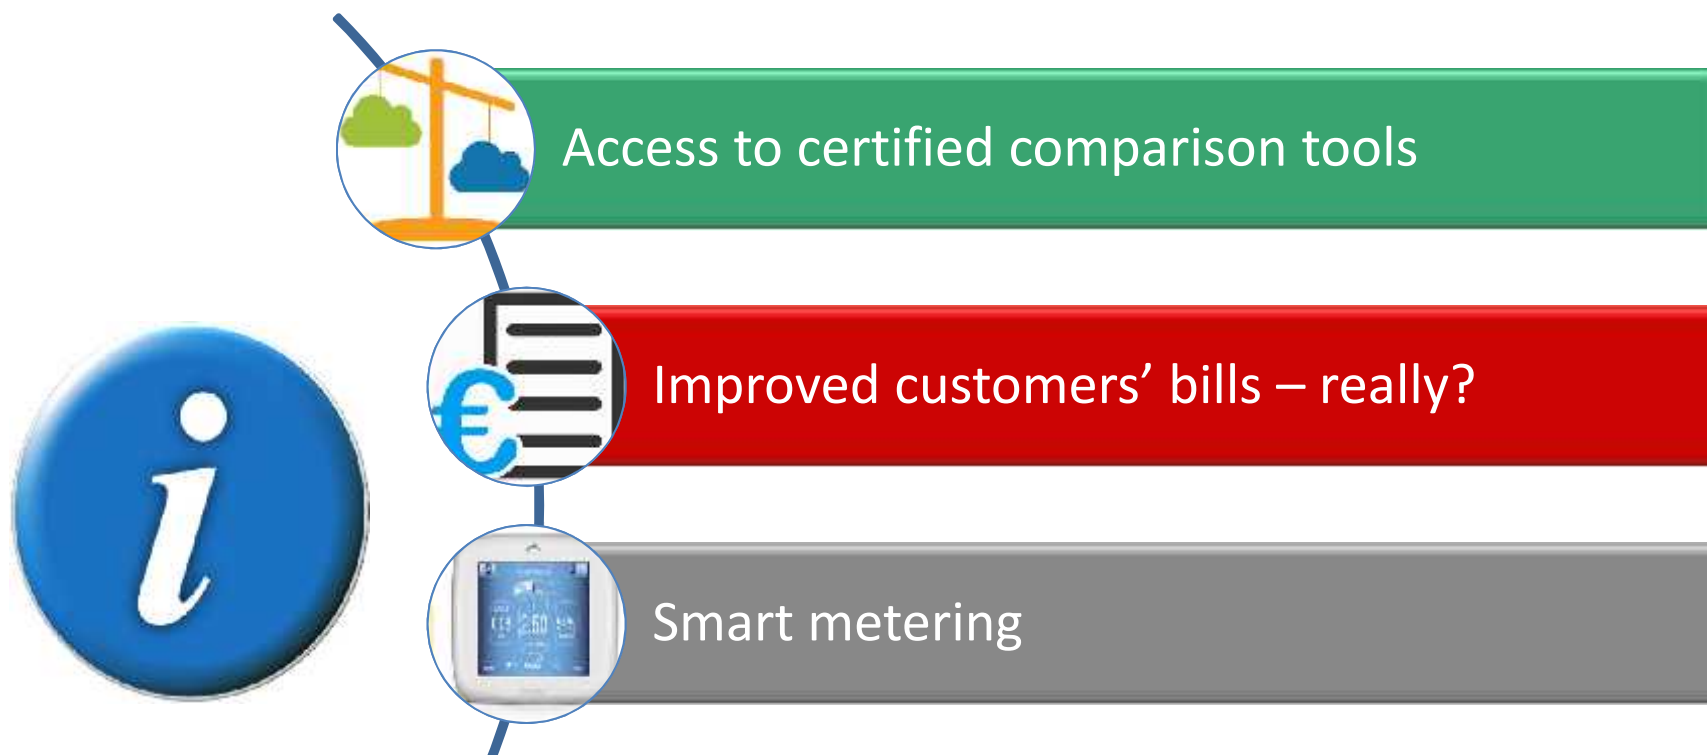 Access to certified comparison tools
Improved customers’ bills – really?
i
Smart metering